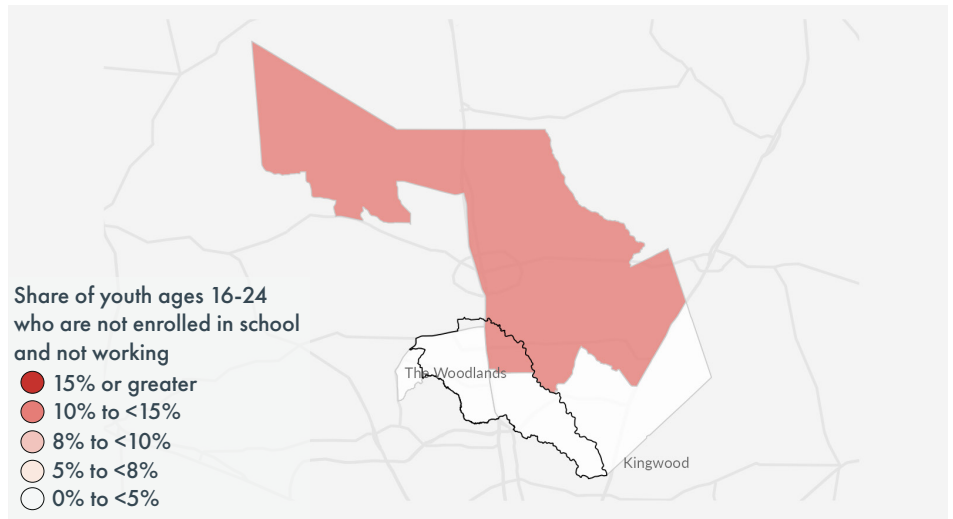 The Woodlands
Kingwood
Share of youth ages 16-24
who are not enrolled in school
and not working
15% or greater
10% to <15%
8% to <10%
5% to <8%
0% to <5%